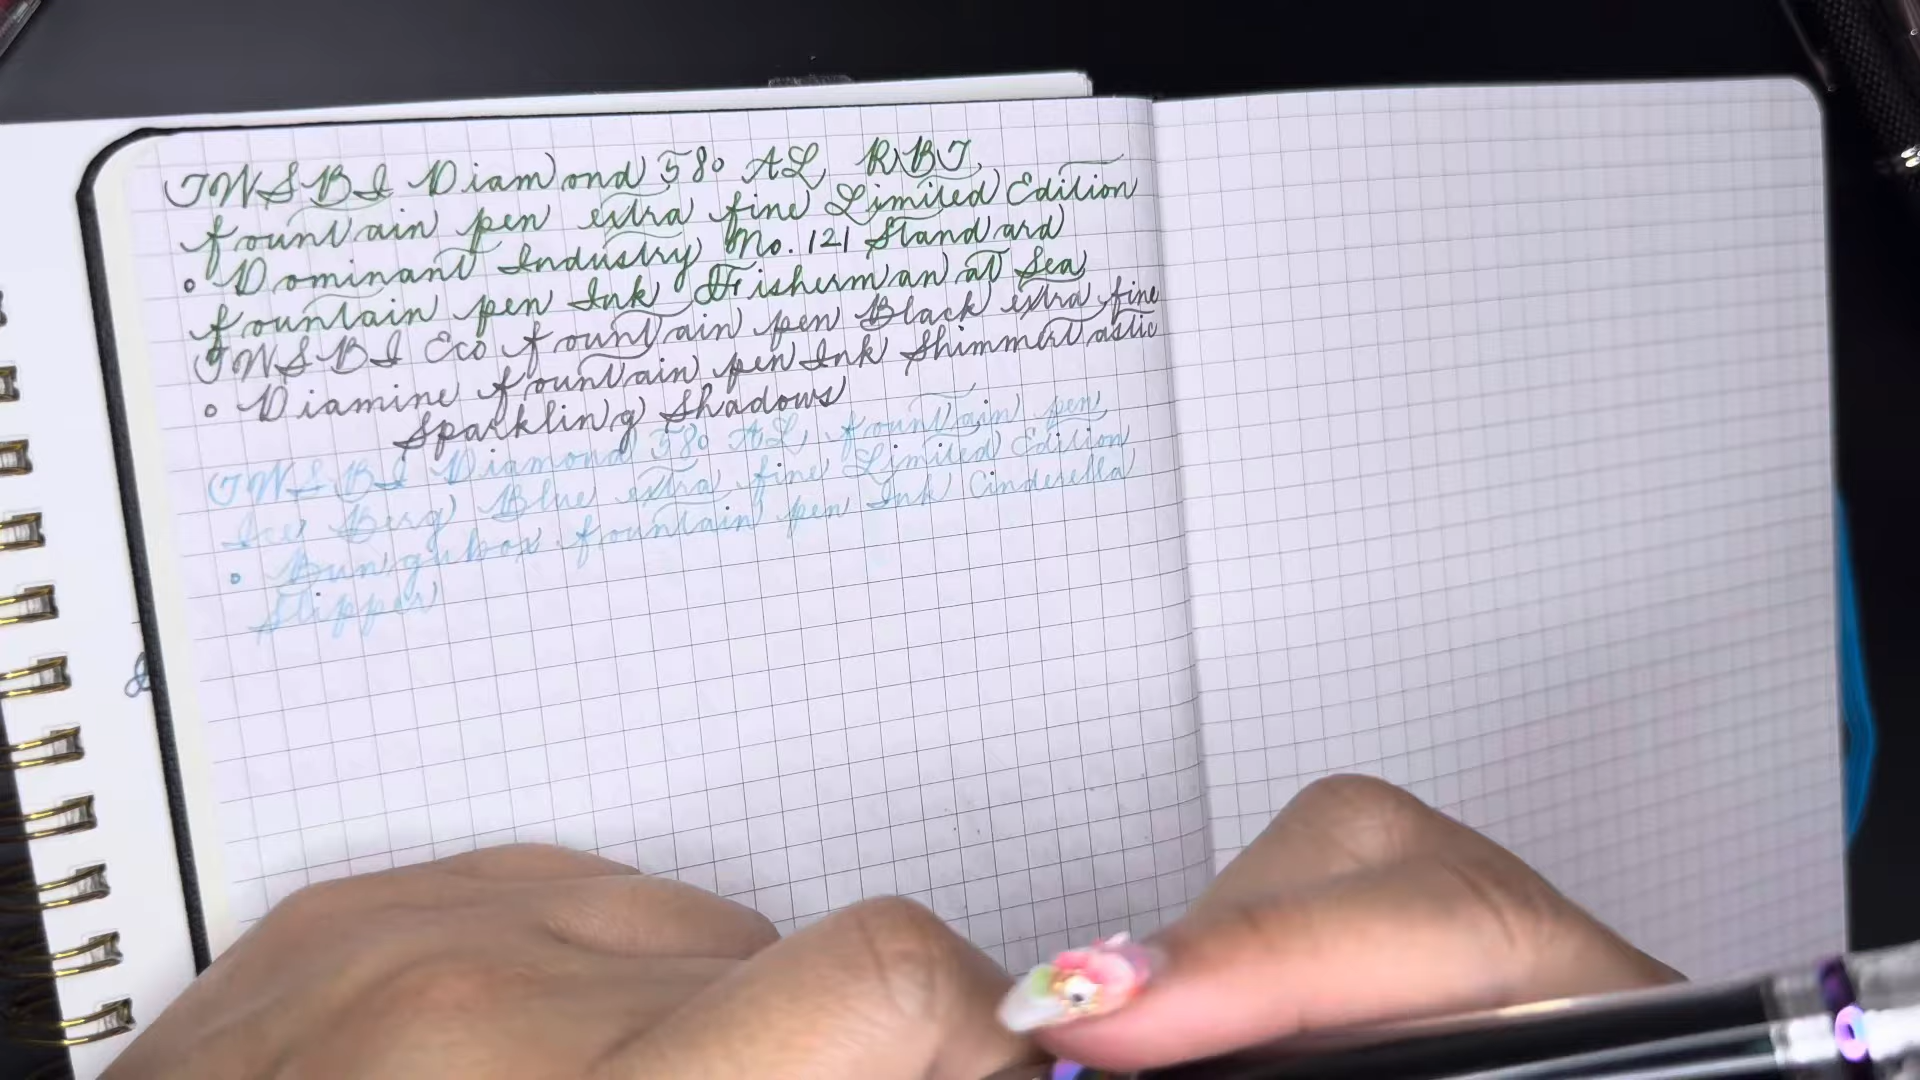 TWSBI Diamond 580 AL RBT
fountain pen extra fine Limited Edition
• Dominant Industry No. 121 Standard
fountain pen Ink Fisherman at Sea
TWSBI Eco fountain pen Black extra fine
• Diamine fountain pen Ink Shimmertastic
Sparkling Shadows
TWSBI Diamond 580 AL fountain pen
Ice Berg Blue extra fine Limited Edition
• Bungubox fountain pen Ink Cinderella
Slipper